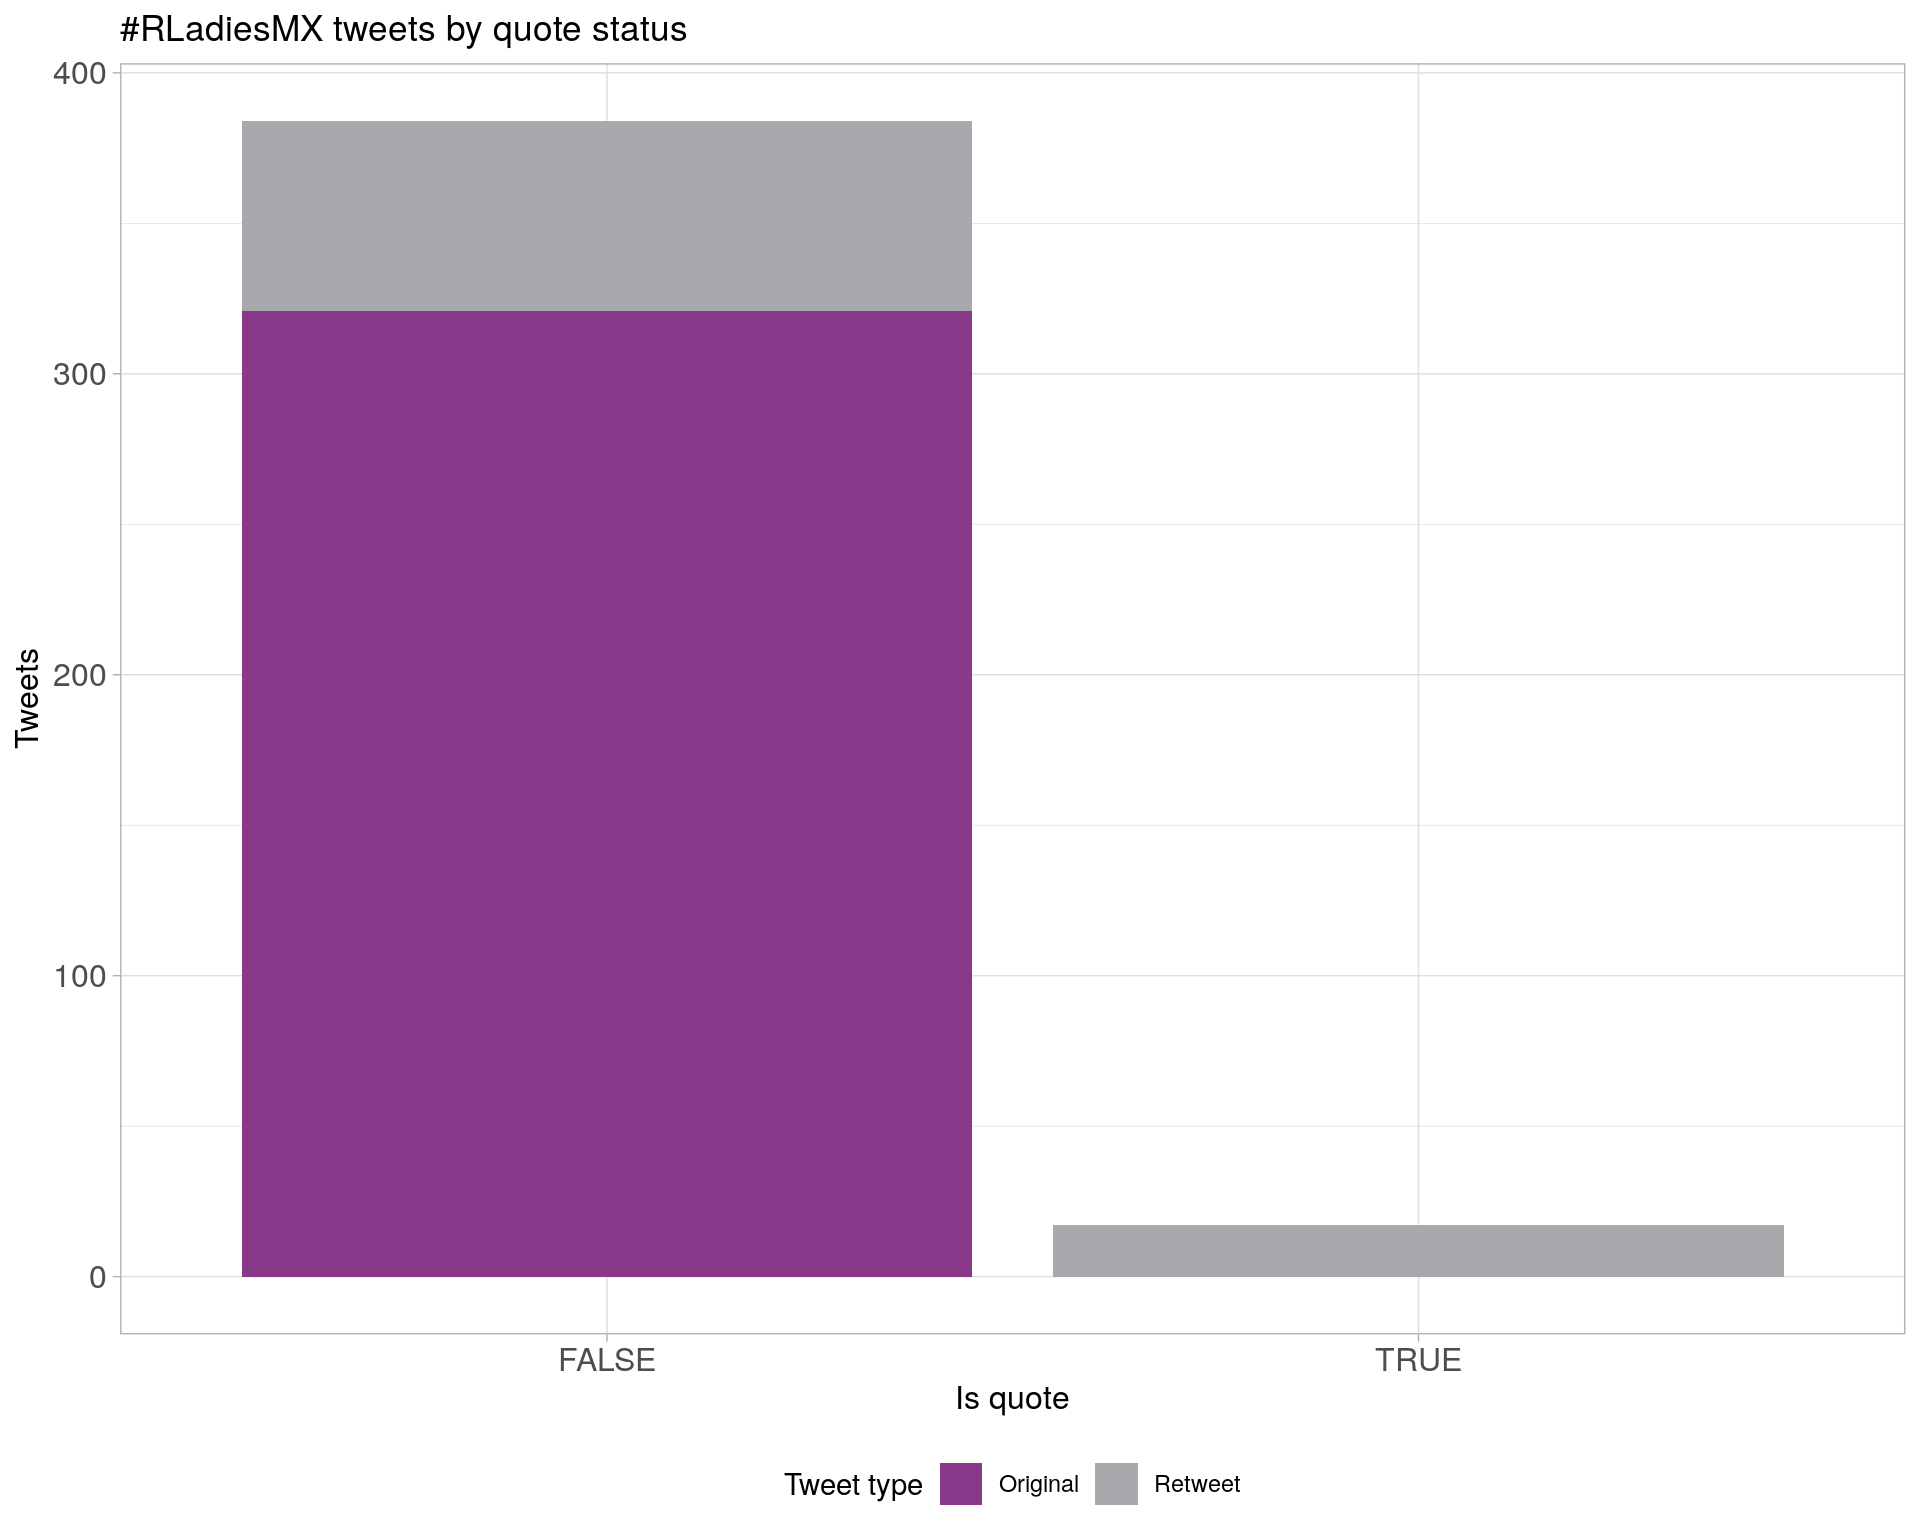 #RLadiesMX tweets by quote status
400
300
200
100
0
Tweets
FALSE
TRUE
Is quote
Tweet type
Original
Retweet